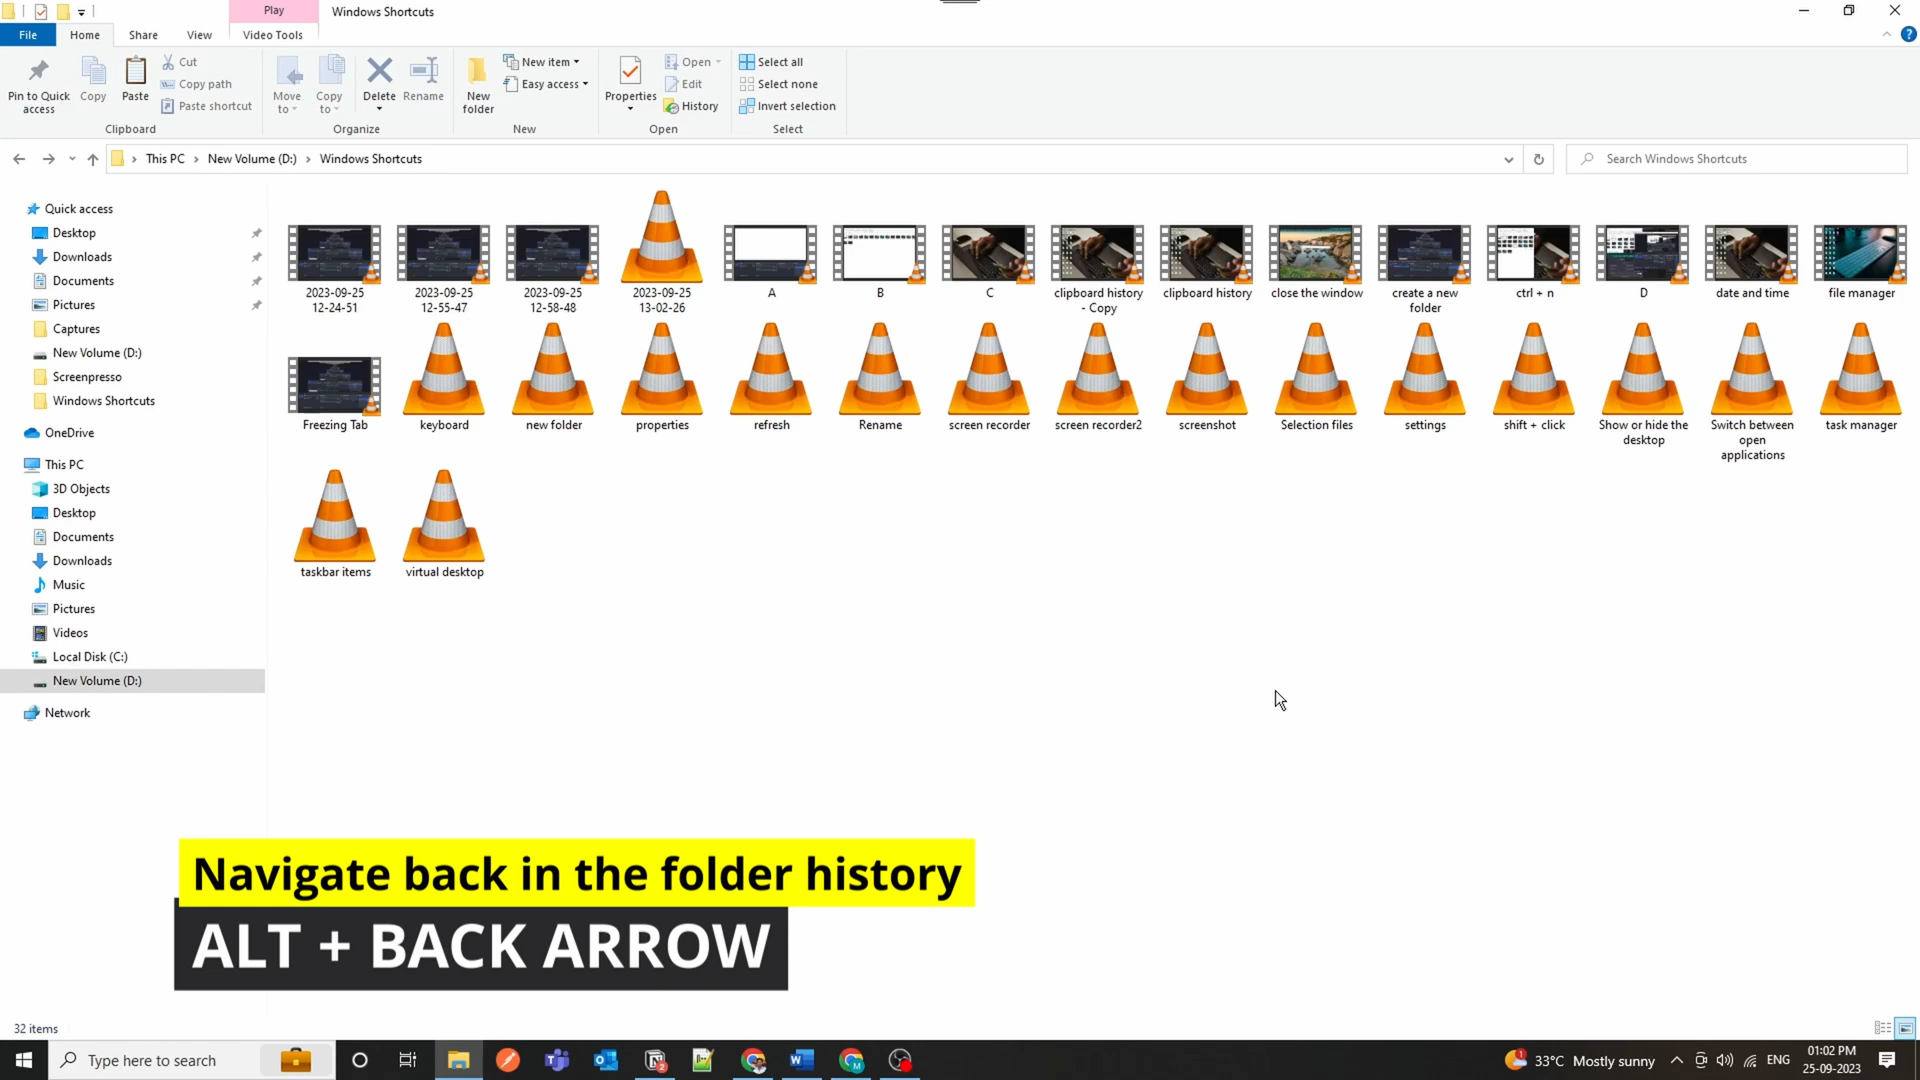 Play
Windows Shortcuts
File
Home
Share
View
Video Tools
Pin to Quick
access
Copy
Paste
Cut
Copy path
Paste shortcut
Clipboard
Move
to
Copy
to
Delete
Rename
Organize
New
folder
New item
Easy access
New
Properties
Open
Edit
History
Open
Select all
Select none
Invert selection
Select
This PC
New Volume (D:)
Windows Shortcuts
Search Windows Shortcuts
Quick access
Desktop
Downloads
Documents
Pictures
Captures
New Volume (D:)
Screenpresso
Windows Shortcuts
OneDrive
This PC
3D Objects
Desktop
Documents
Downloads
Music
Pictures
Videos
Local Disk (C:)
New Volume (D:)
Network
2023-09-25
12-24-51
2023-09-25
12-55-47
2023-09-25
12-58-48
2023-09-25
13-02-26
A
B
C
clipboard history
- Copy
clipboard history
close the window
create a new
folder
ctrl + n
D
date and time
file manager
Freezing Tab
keyboard
new folder
properties
refresh
Rename
screen recorder
screen recorder2
screenshot
Selection files
settings
shift + click
Show or hide the
desktop
Switch between
open
applications
task manager
taskbar items
virtual desktop
Navigate back in the folder history
ALT + BACK ARROW
32 items
Type here to search
33°C Mostly sunny
ENG
01:02 PM
25-09-2023